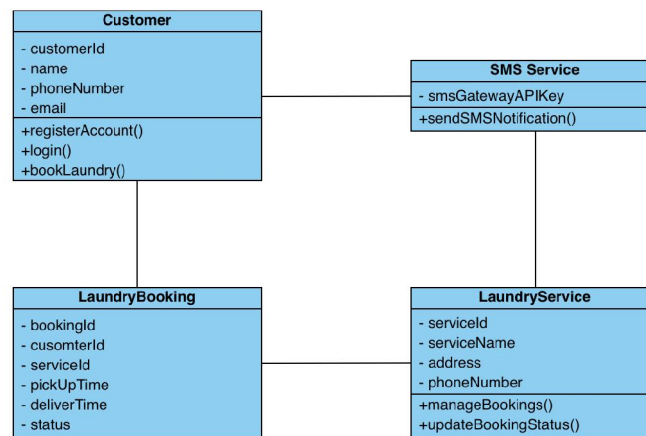 Customer
- customerId
- name
- phoneNumber
- email
+registerAccount()
+login()
+bookLaundry()
SMS Service
- smsGatewayAPIKey
+sendSMSNotification()
LaundryBooking
- bookingId
- cusomterId
- serviceId
- pickUpTime
- deliverTime
- status
LaundryService
- serviceId
- serviceName
- address
- phoneNumber
+manageBookings()
+updateBookingStatus()